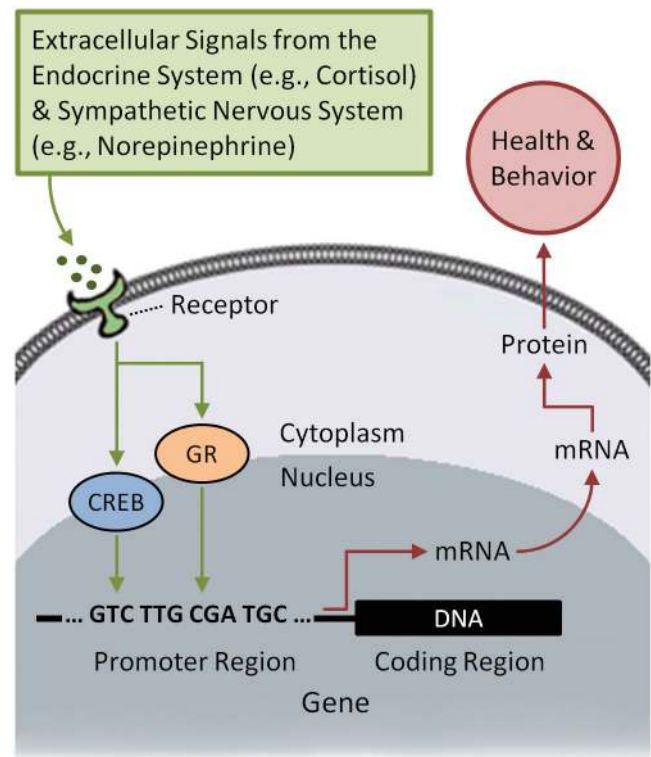 Extracellular Signals from the
Endocrine System (e.g., Cortisol)
& Sympathetic Nervous System
(e.g., Norepinephrine)
Health &
Behavior
Receptor
Protein
Cytoplasm
GR
mRNA
Nucleus
CREB
mRNA
... GTC TTG CGA TGC ...
DNA
Promoter Region
Coding Region
Gene